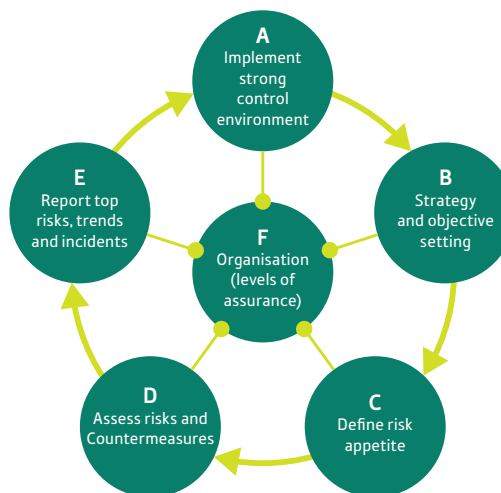 A
Implement
strong
control
environment
B
Strategy
and objective
setting
C
Define risk
appetite
D
Assess risks and
Countermeasures
E
Report top
risks, trends
and incidents
F
Organisation
(levels of
assurance)